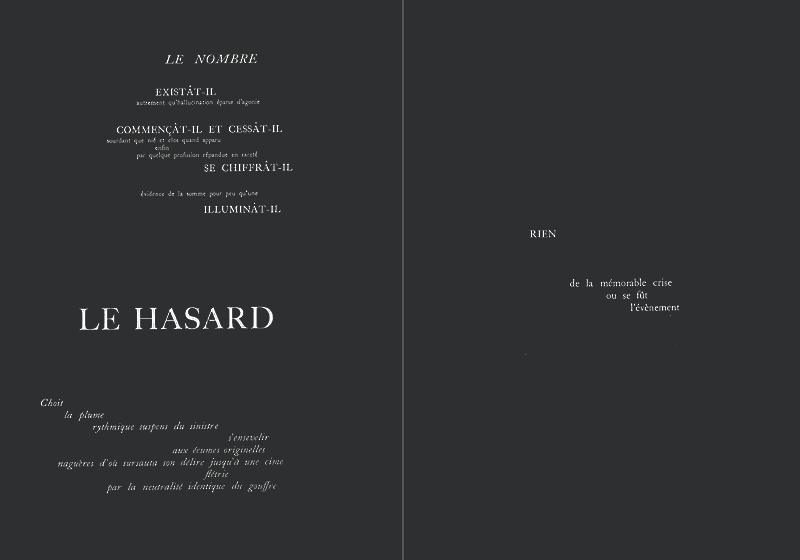 LE NOMBRE
EXISTÂT-IL
autrement qu'hallucination éparse d'agonie
COMMENÇÂT-IL ET CESSÂT-IL
sourdant que nié et clos quand apparu
enfin
par quelque profusion répandue en rareté
SE CHIFFRÂT-IL
évidence de la somme pour peu qu'une
ILLUMINÂT-IL
LE HASARD
Choit
la plume
rythmique suspens du sinistre
s'ensevelir
aux écumes originelles
naguères d'où sursauta son délire jusqu'à une cime
flétrie
par la neutralité identique du gouffre
RIEN
de la mémorable crise
ou se fût
l'évènement